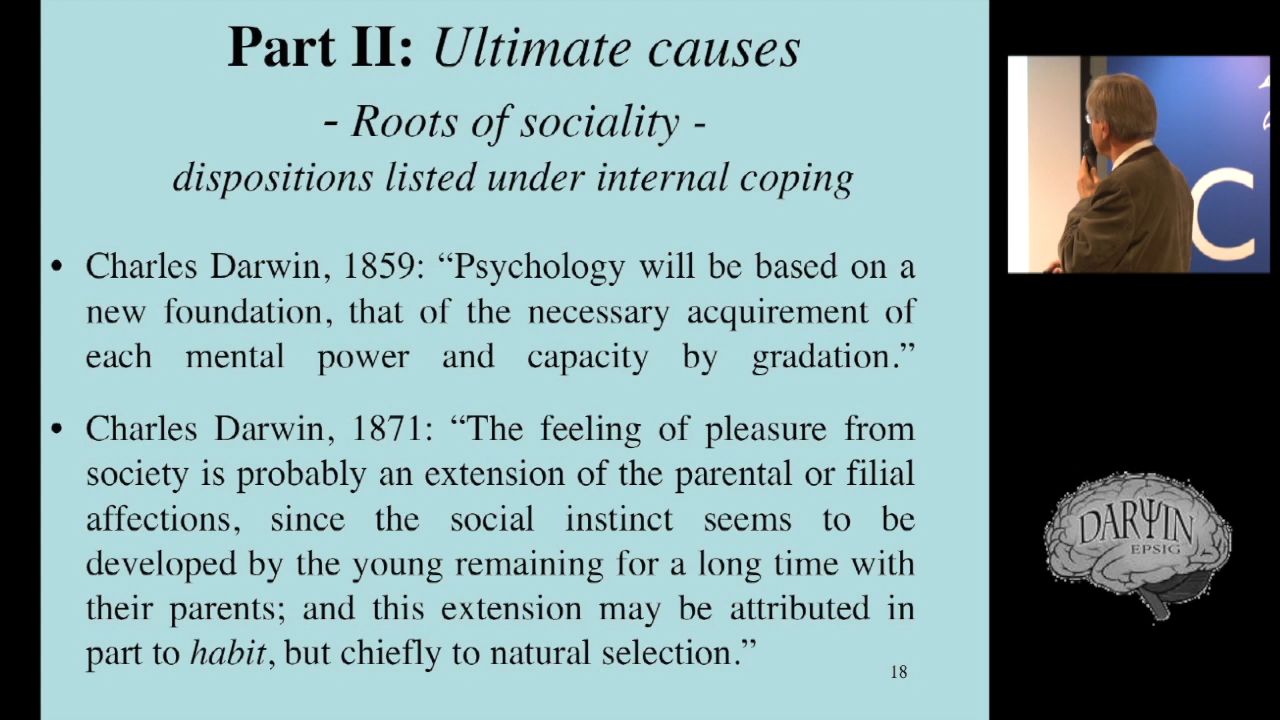 Part II: Ultimate causes
- Roots of sociality -
dispositions listed under internal coping
• Charles Darwin, 1859: “Psychology will be based on a
new foundation, that of the necessary acquirement of
each mental power and capacity by gradation.”
• Charles Darwin, 1871: “The feeling of pleasure from
society is probably an extension of the parental or filial
affections, since the social instinct seems to be
developed by the young remaining for a long time with
their parents; and this extension may be attributed in
part to habit, but chiefly to natural selection.”
18
C
DARΨIN
EPSIG